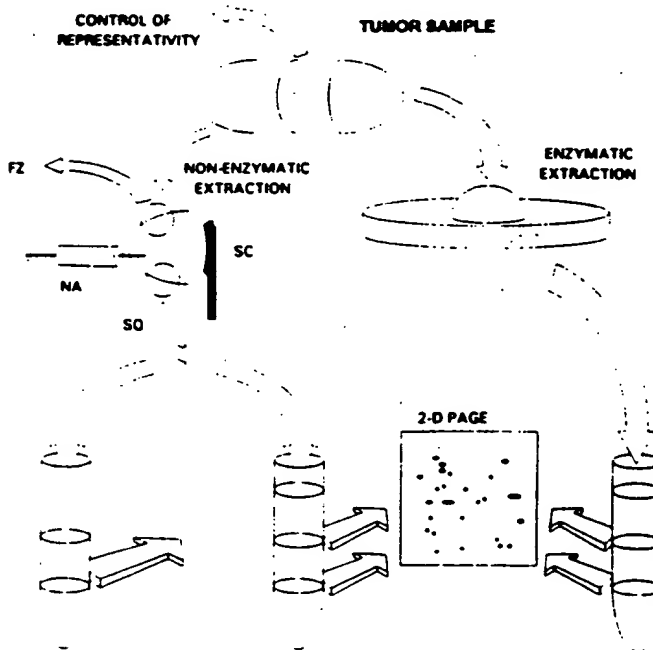 CONTROL OF
REPRESENTATIVITY
TUMOR SAMPLE
FZ
NON-ENZYMATIC
EXTRACTION
ENZYMATIC
EXTRACTION
SC
NA
SQ
2-D PAGE